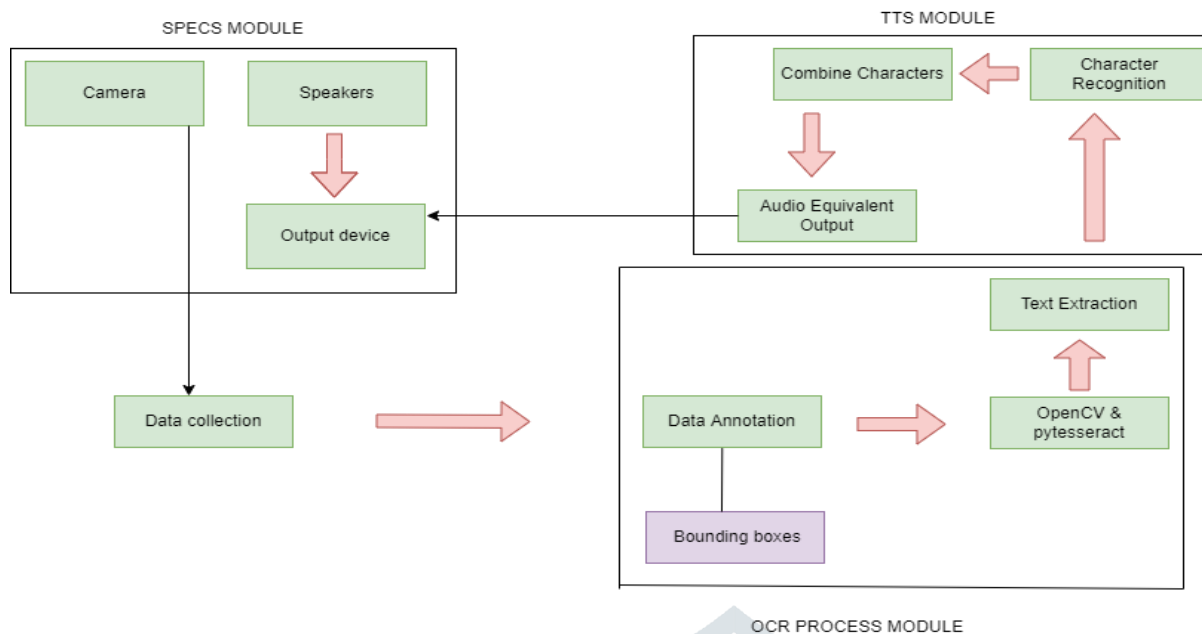 SPECS MODULE
Camera
Speakers
Output device
TTS MODULE
Combine Characters
Character
Recognition
Audio Equivalent
Output
Data collection
Text Extraction
Data Annotation
OpenCV &
pytesseract
Bounding boxes
OCR PROCESS MODULE